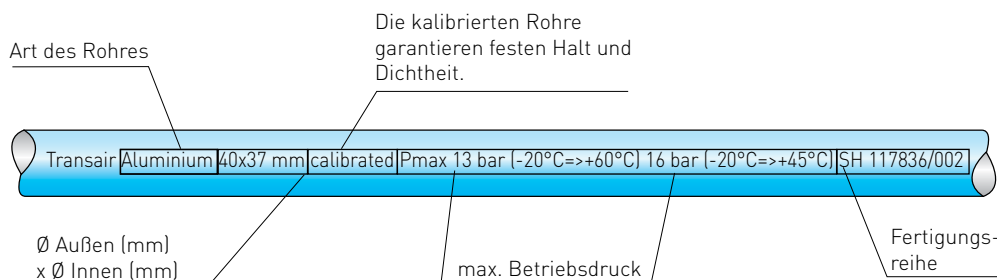 Die kalibrierten Rohre
garantieren festen Halt und
Dichtheit.
Art des Rohres
Transair Aluminium 40x37 mm calibrated Pmax 13 bar (-20°C=>+60°C) 16 bar (-20°C=>+45°C) SH 117836/002
Ø Außen (mm)
x Ø Innen (mm)
max. Betriebsdruck
Fertigungs-
reihe